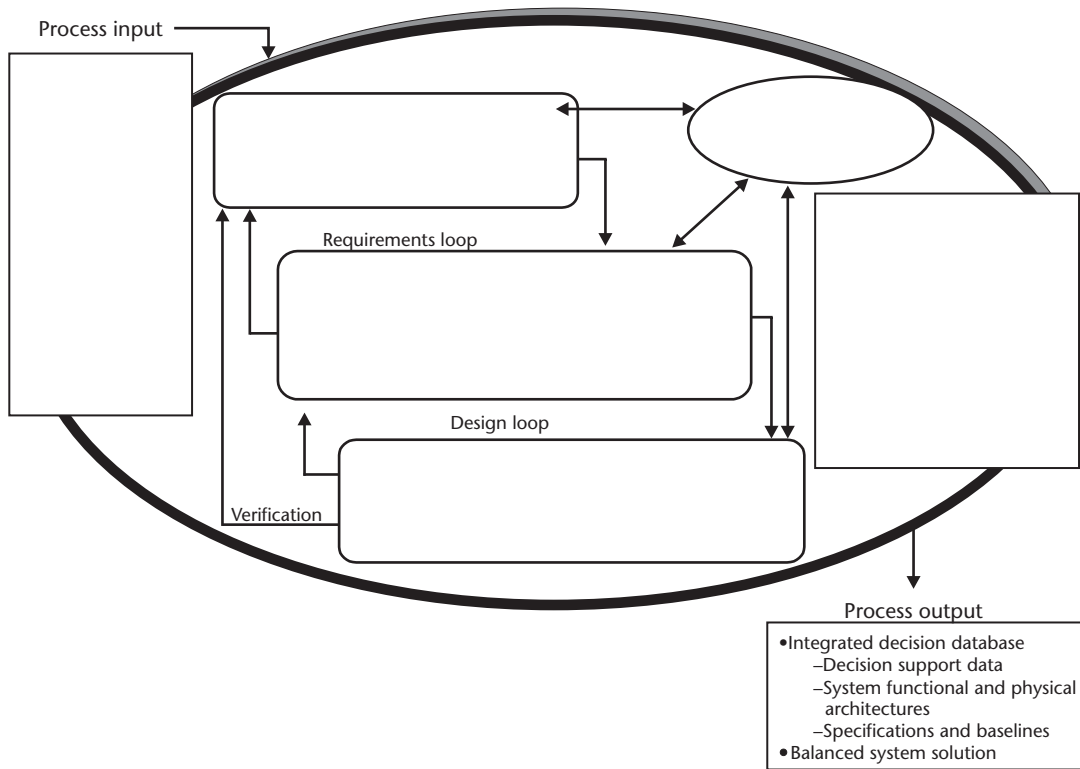 Process input
Requirements loop
Design loop
Verification
Process output
•Integrated decision database
–Decision support data
–System functional and physical
architectures
–Specifications and baselines
•Balanced system solution